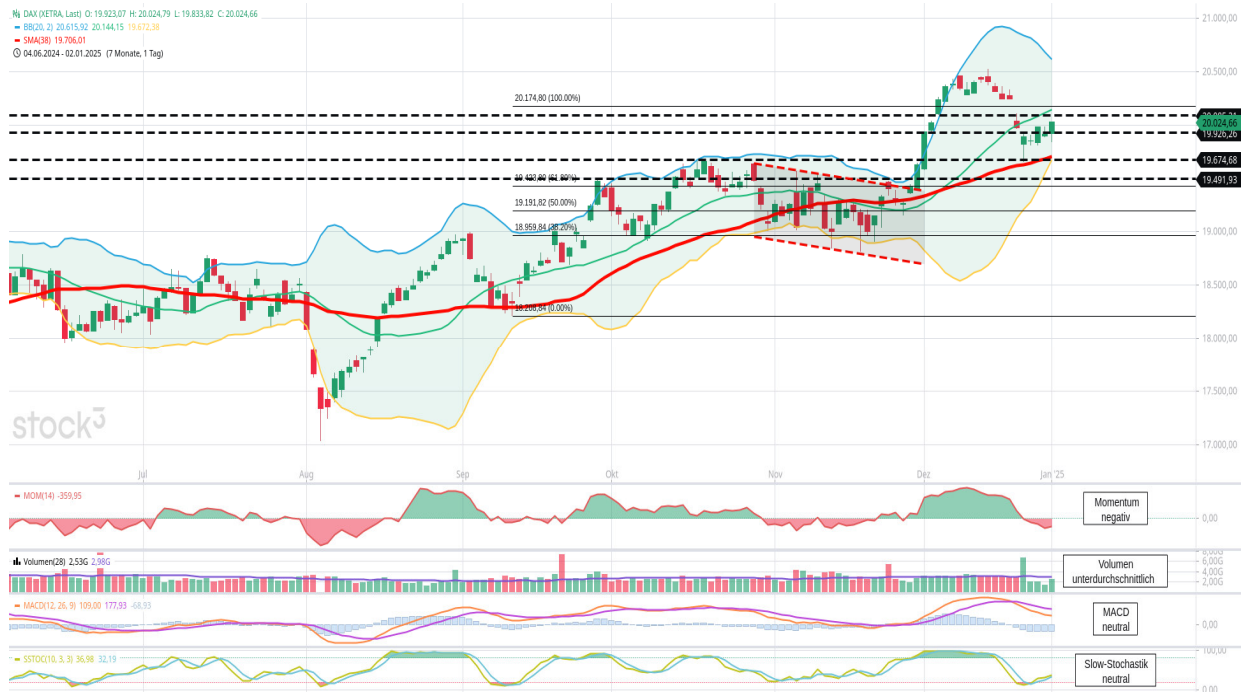 DAX (XETRA, Last) O: 19.923,07 H: 20.024,79 L: 19.833,82 C: 20.024,66
BB(20, 2) 20.615,92 20.144,15 19.672,38
SMA(38) 19.706,01
04.06.2024 - 02.01.2025 (7 Monate, 1 Tag)
21.000,00
20.500,00
20.174,80 (100.00%)
20.024,66
19.926,26
19.674,68
19.491,93
19.191,82 (50.00%)
19.000,00
18.500,00
18.208,84 (0.00%)
18.000,00
17.500,00
17.000,00
stock3
Jul
Aug
Sep
Okt
Nov
Dez
Jan '25
MOM(14) -359,95
Momentum
negativ
0,00
Volumen(28) 2,53G 2,98G
Volumen
unterdurchschnittlich
8,00G
6,00G
4,00G
2,00G
MACD(12, 26, 9) 109,00 177,93 -68,93
MACD
neutral
0,00
SSTOC(10, 3, 3) 36,98 32,19
Slow-Stochastik
neutral
100,00
0.00